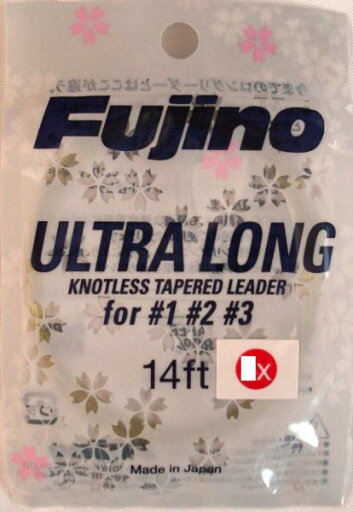 Fujino
ULTRA LONG
KNOTLESS TAPERED LEADER
for #1 #2 #3
14ft X
Made in Japan